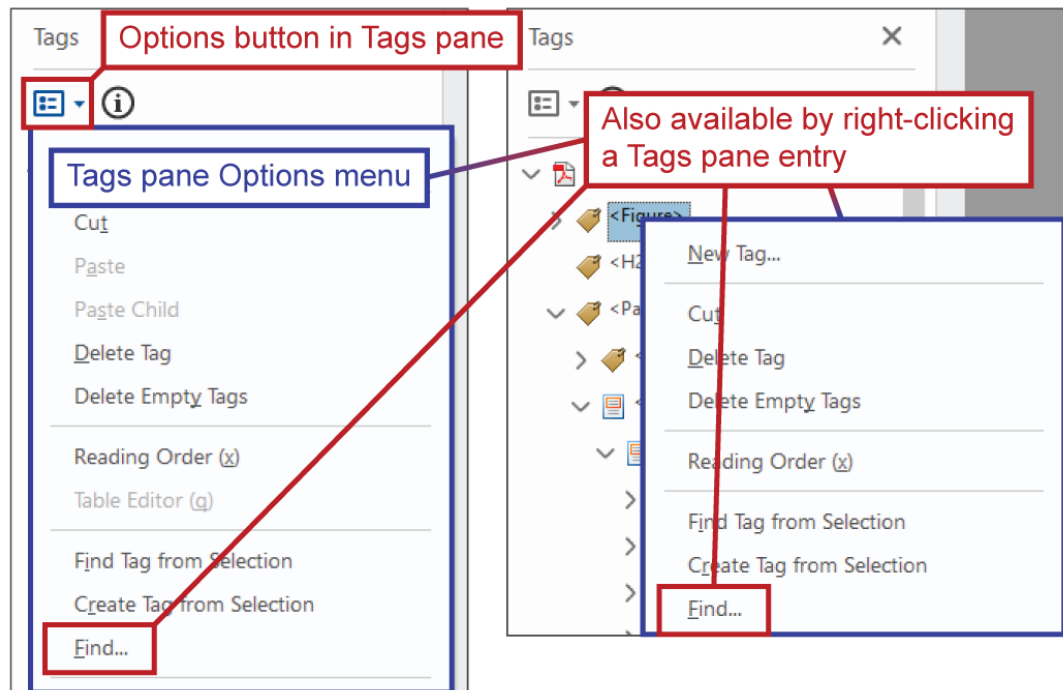 Tags
Options button in Tags pane
Tags pane Options menu
Cut
Paste
Paste Child
Delete Tag
Delete Empty Tags
Reading Order (x)
Table Editor (q)
Find Tag from Selection
Create Tag from Selection
Find...
Tags
Also available by right-clicking
a Tags pane entry
<Figure>
<H2
<Pa
<
<
New Tag...
Cut
Delete Tag
Delete Empty Tags
Reading Order (x)
Find Tag from Selection
Create Tag from Selection
Find...